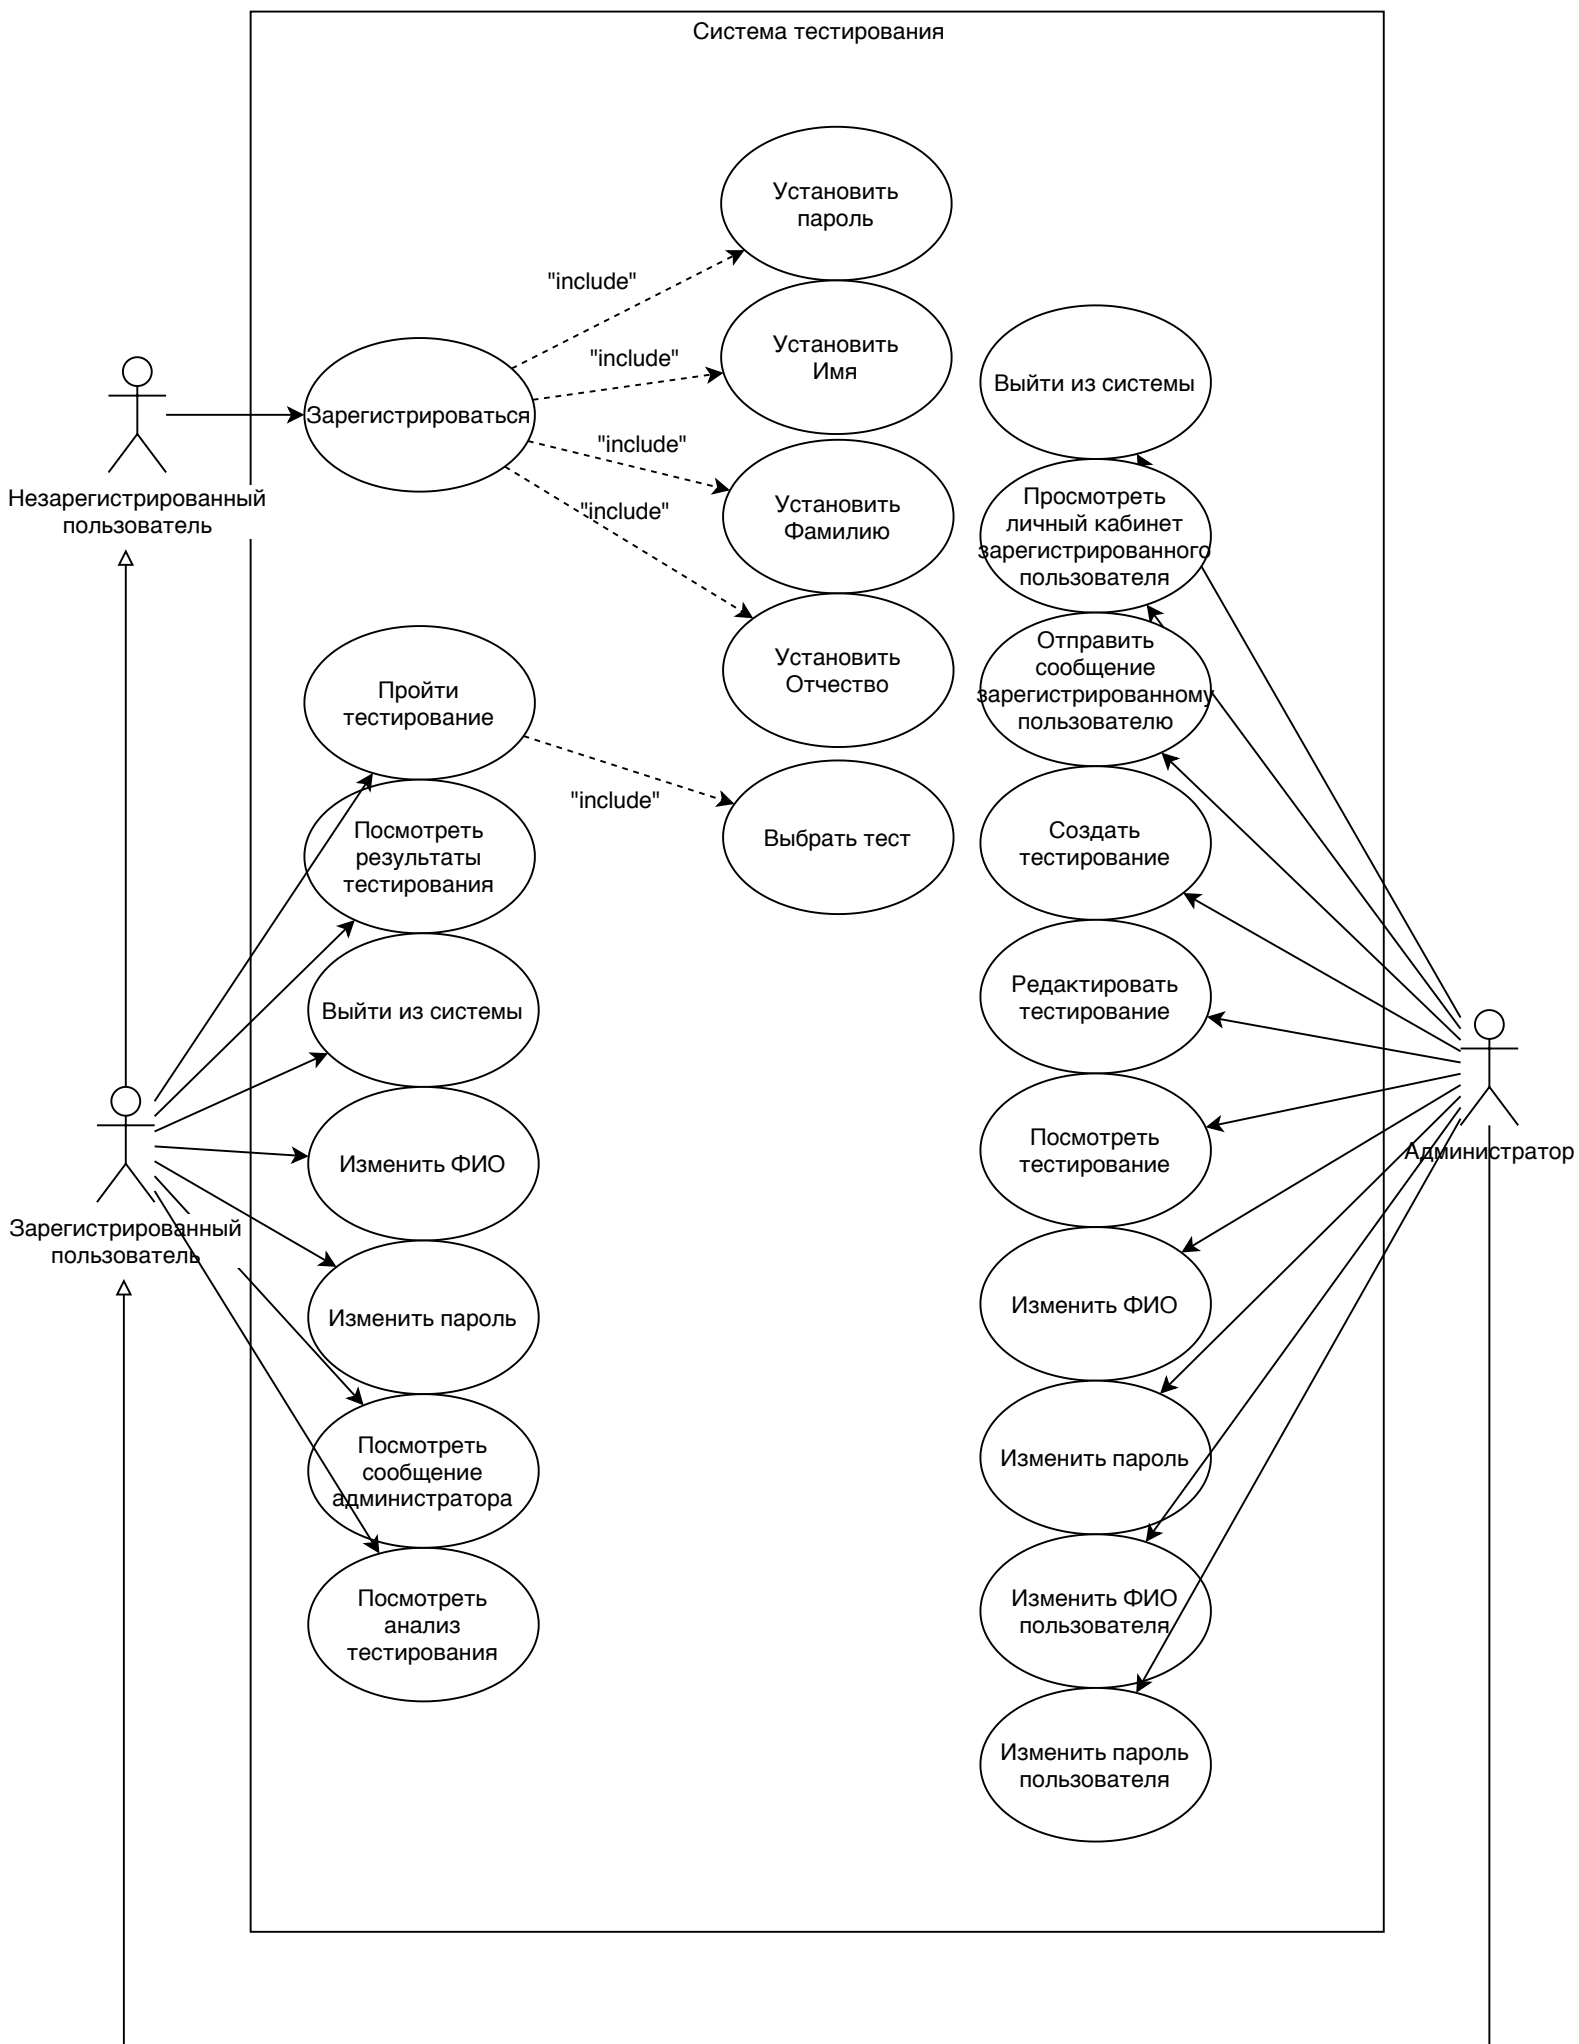 Система тестирования
Установить
пароль
"include"
Установить
Имя
"include"
Выйти из системы
Зарегистрироваться
"include"
Незарегистрированный
пользователь
Установить
Фамилию
"include"
Просмотреть
личный кабинет
зарегистрированного
пользователя
Установить
Отчество
Отправить
сообщение
зарегистрированному
пользователю
Пройти
тестирование
"include"
Выбрать тест
Посмотреть
результаты
тестирования
Создать
тестирование
Выйти из системы
Редактировать
тестирование
Изменить ФИО
Посмотреть
тестирование
Администратор
Зарегистрированный
пользователь
Изменить пароль
Изменить ФИО
Посмотреть
сообщение
администратора
Изменить пароль
Посмотреть
анализ
тестирования
Изменить ФИО
пользователя
Изменить пароль
пользователя